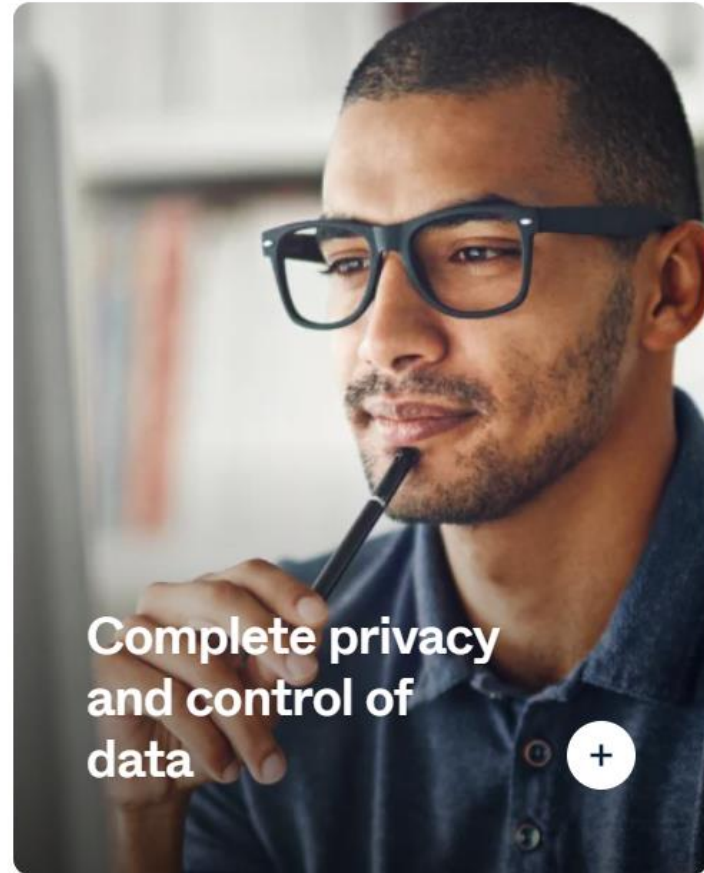 Complete privacy
and control of
data
+